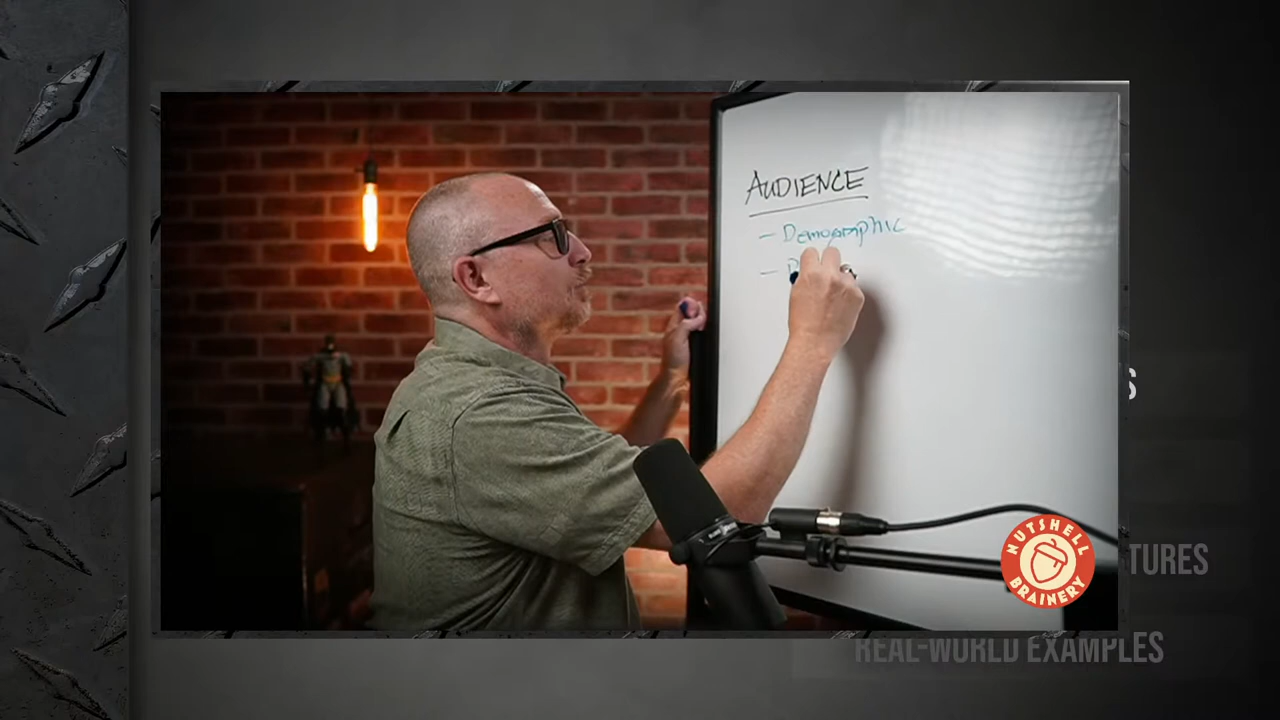 AUDIENCE
- Demographic
- P
S
NUTSHELL
BRAINERY
TURES
REAL-WORLD EXAMPLES